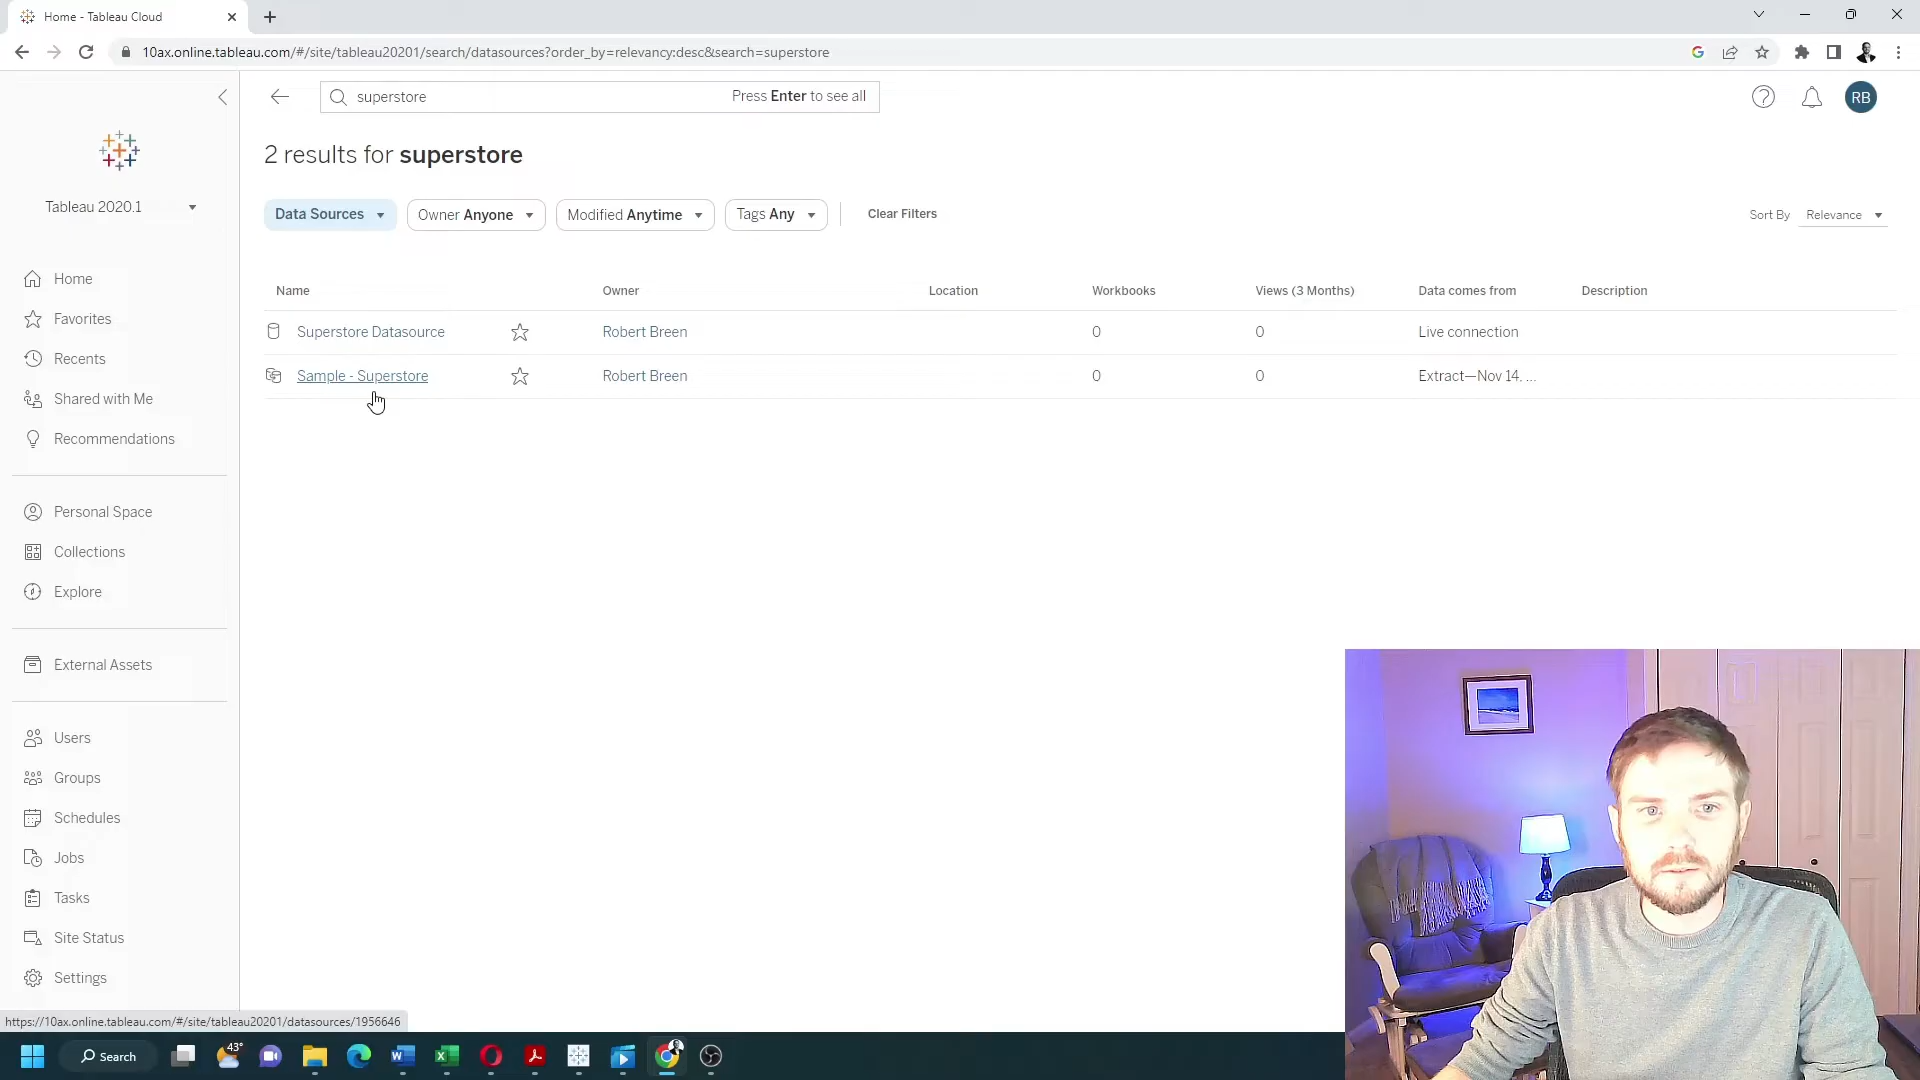 Home - Tableau Cloud
10ax.online.tableau.com/#/site/tableau20201/search/datasources?order_by=relevancy:desc&search=superstore
superstore Press Enter to see all
RB
2 results for superstore
Tableau 2020.1
Data Sources Owner Anyone Modified Anytime Tags Any Clear Filters Sort By Relevance
Home
Favorites
Recents
Shared with Me
Recommendations
Personal Space
Collections
Explore
External Assets
Users
Groups
Schedules
Jobs
Tasks
Site Status
Settings
Name Owner Location Workbooks Views (3 Months) Data comes from Description
Superstore Datasource Robert Breen 0 0 Live connection
Sample - Superstore Robert Breen 0 0 Extract—Nov 14, ...
https://10ax.online.tableau.com/#/site/tableau20201/datasources/1956646
Search
43°